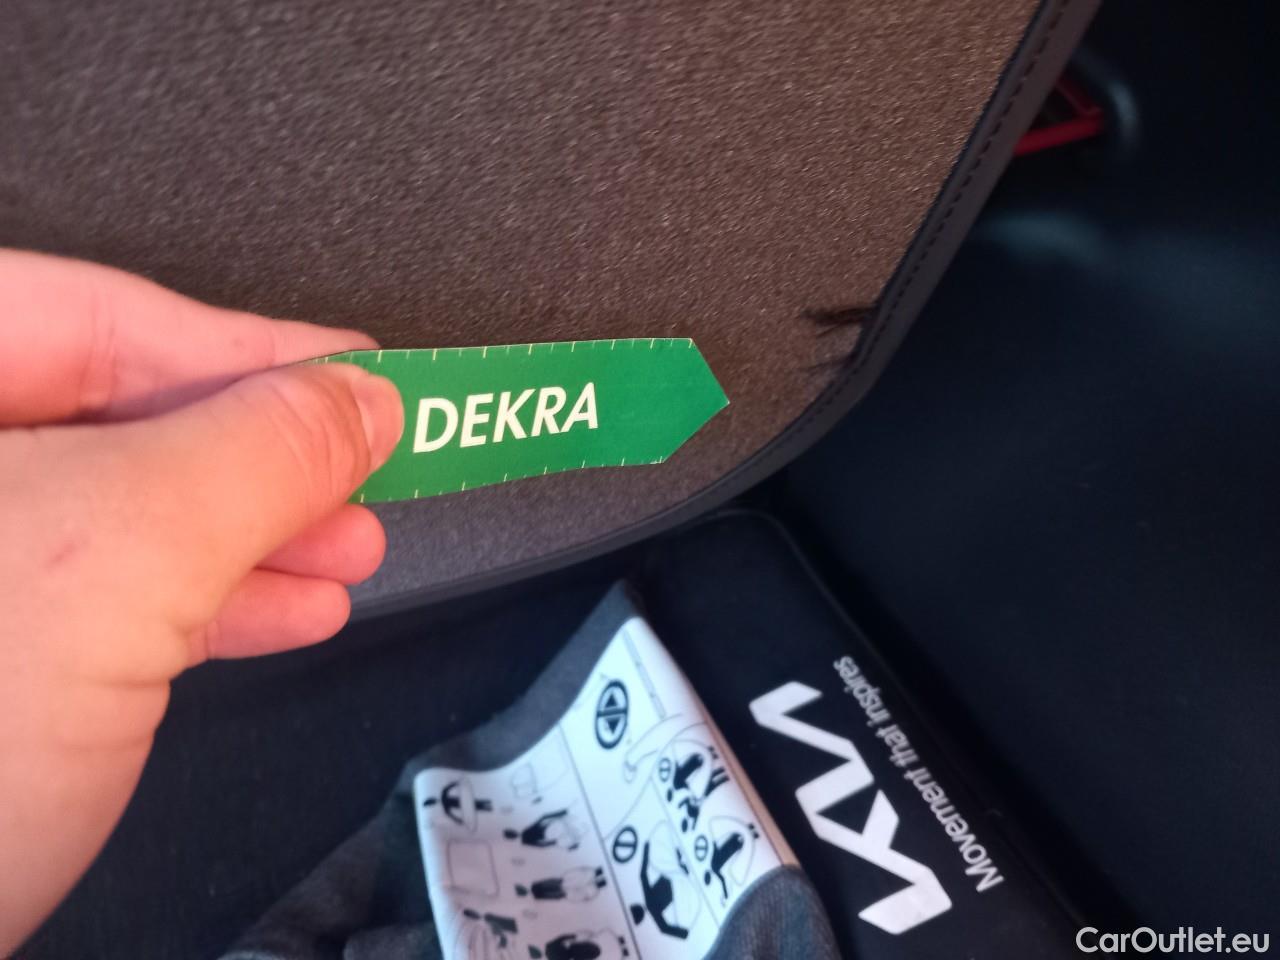 DEKRA
KIA
Movement that inspires
CarOutlet.eu